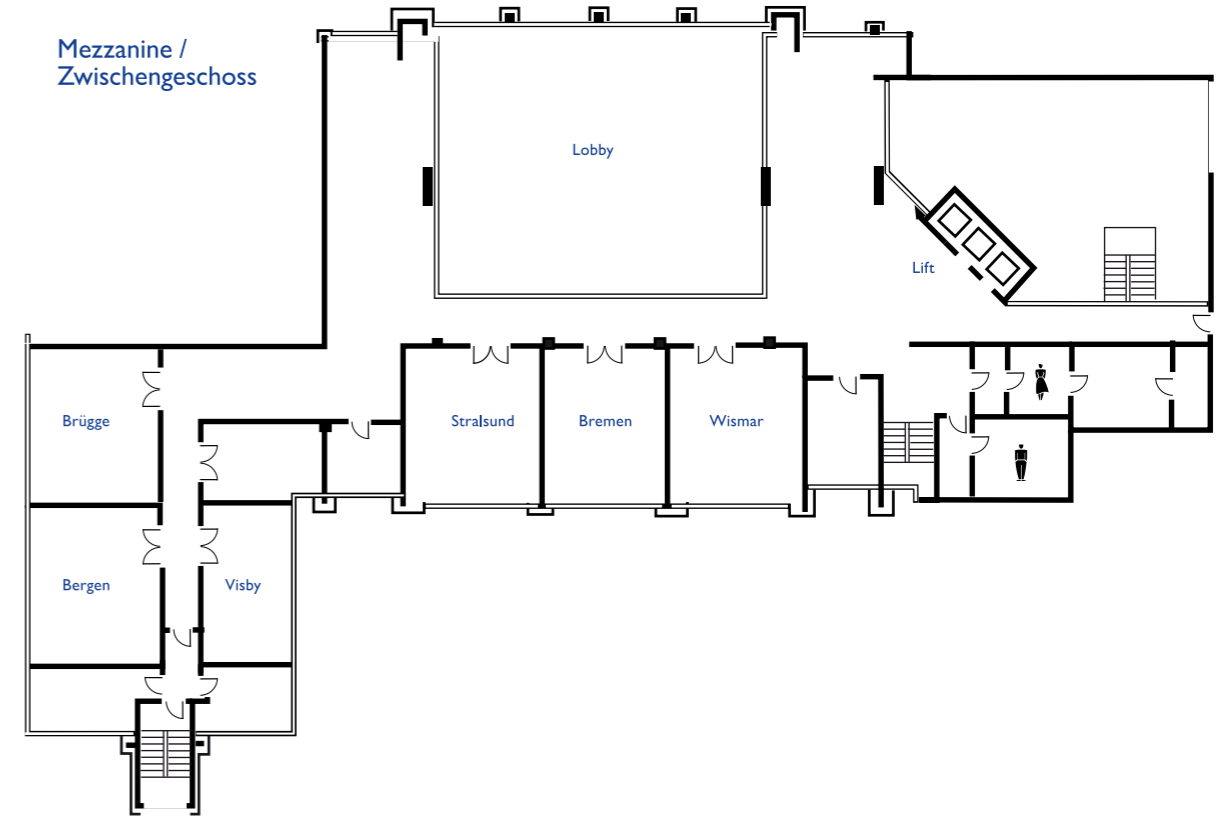 Mezzanine /
Zwischengeschoss
Lobby
Lift
Brügge
Stralsund
Bremen
Wismar
Bergen
Visby